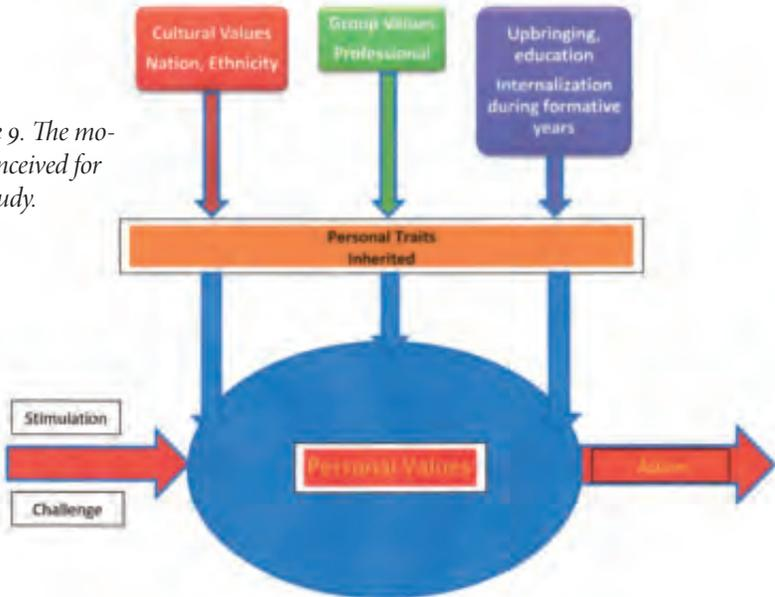 Cultural Values
Nation, Ethnicity
Group Values
Professional
Upbringing,
education
Internalization
during formative
years
9. The mo-
nceived for
udy.
Personal Traits
Inherited
Stimulation
Personal Values
Action
Challenge